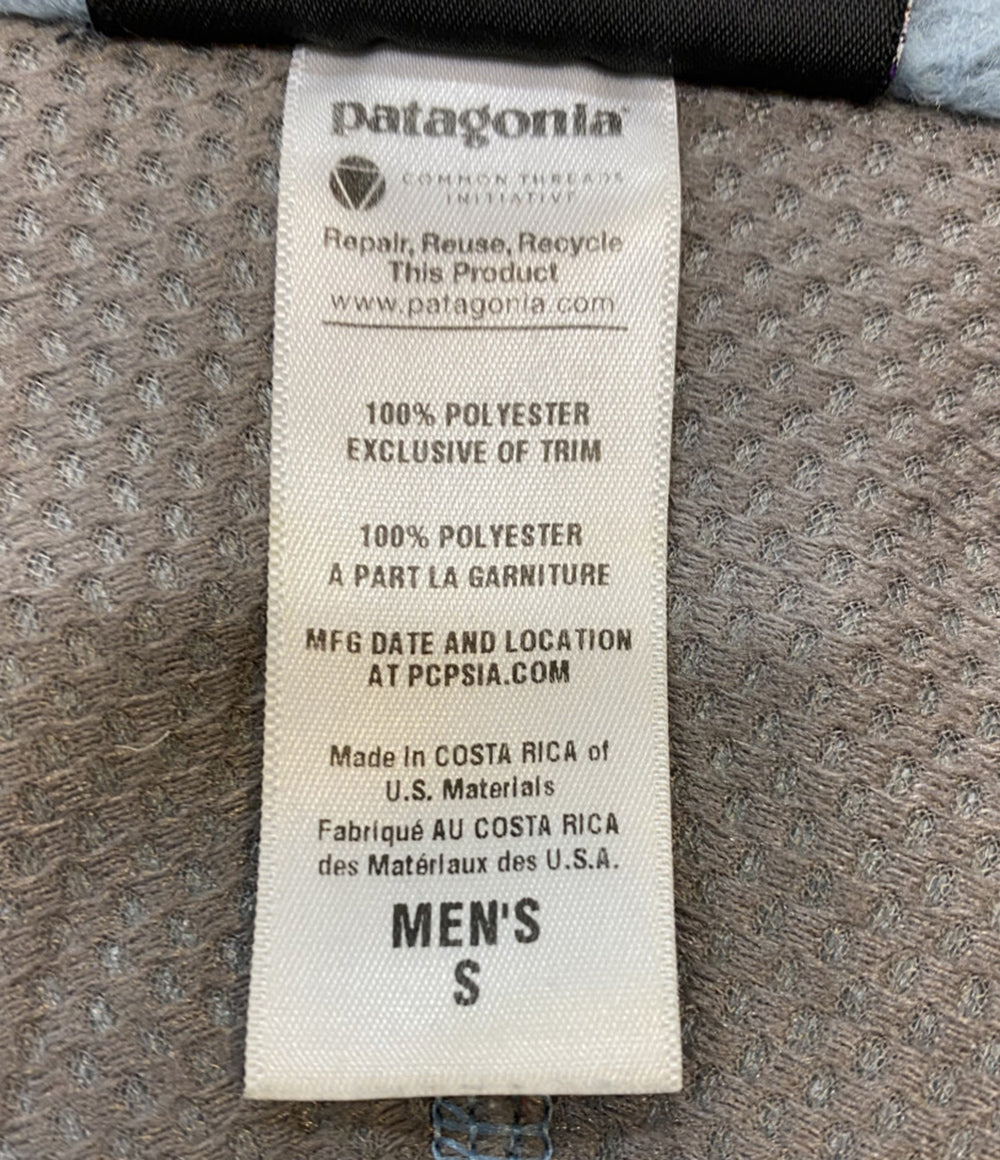 patagonia
COMMON THREADS
INITIATIVE
Repair, Reuse, Recycle
This Product
www.patagonia.com
100% POLYESTER
EXCLUSIVE OF TRIM
100% POLYESTER
A PART LA GARNITURE
MFG DATE AND LOCATION
AT PCPSIA.COM
Made In COSTA RICA of
U.S. Materials
Fabriqué AU COSTA RICA
des Matériaux des U.S.A.
MEN'S
S